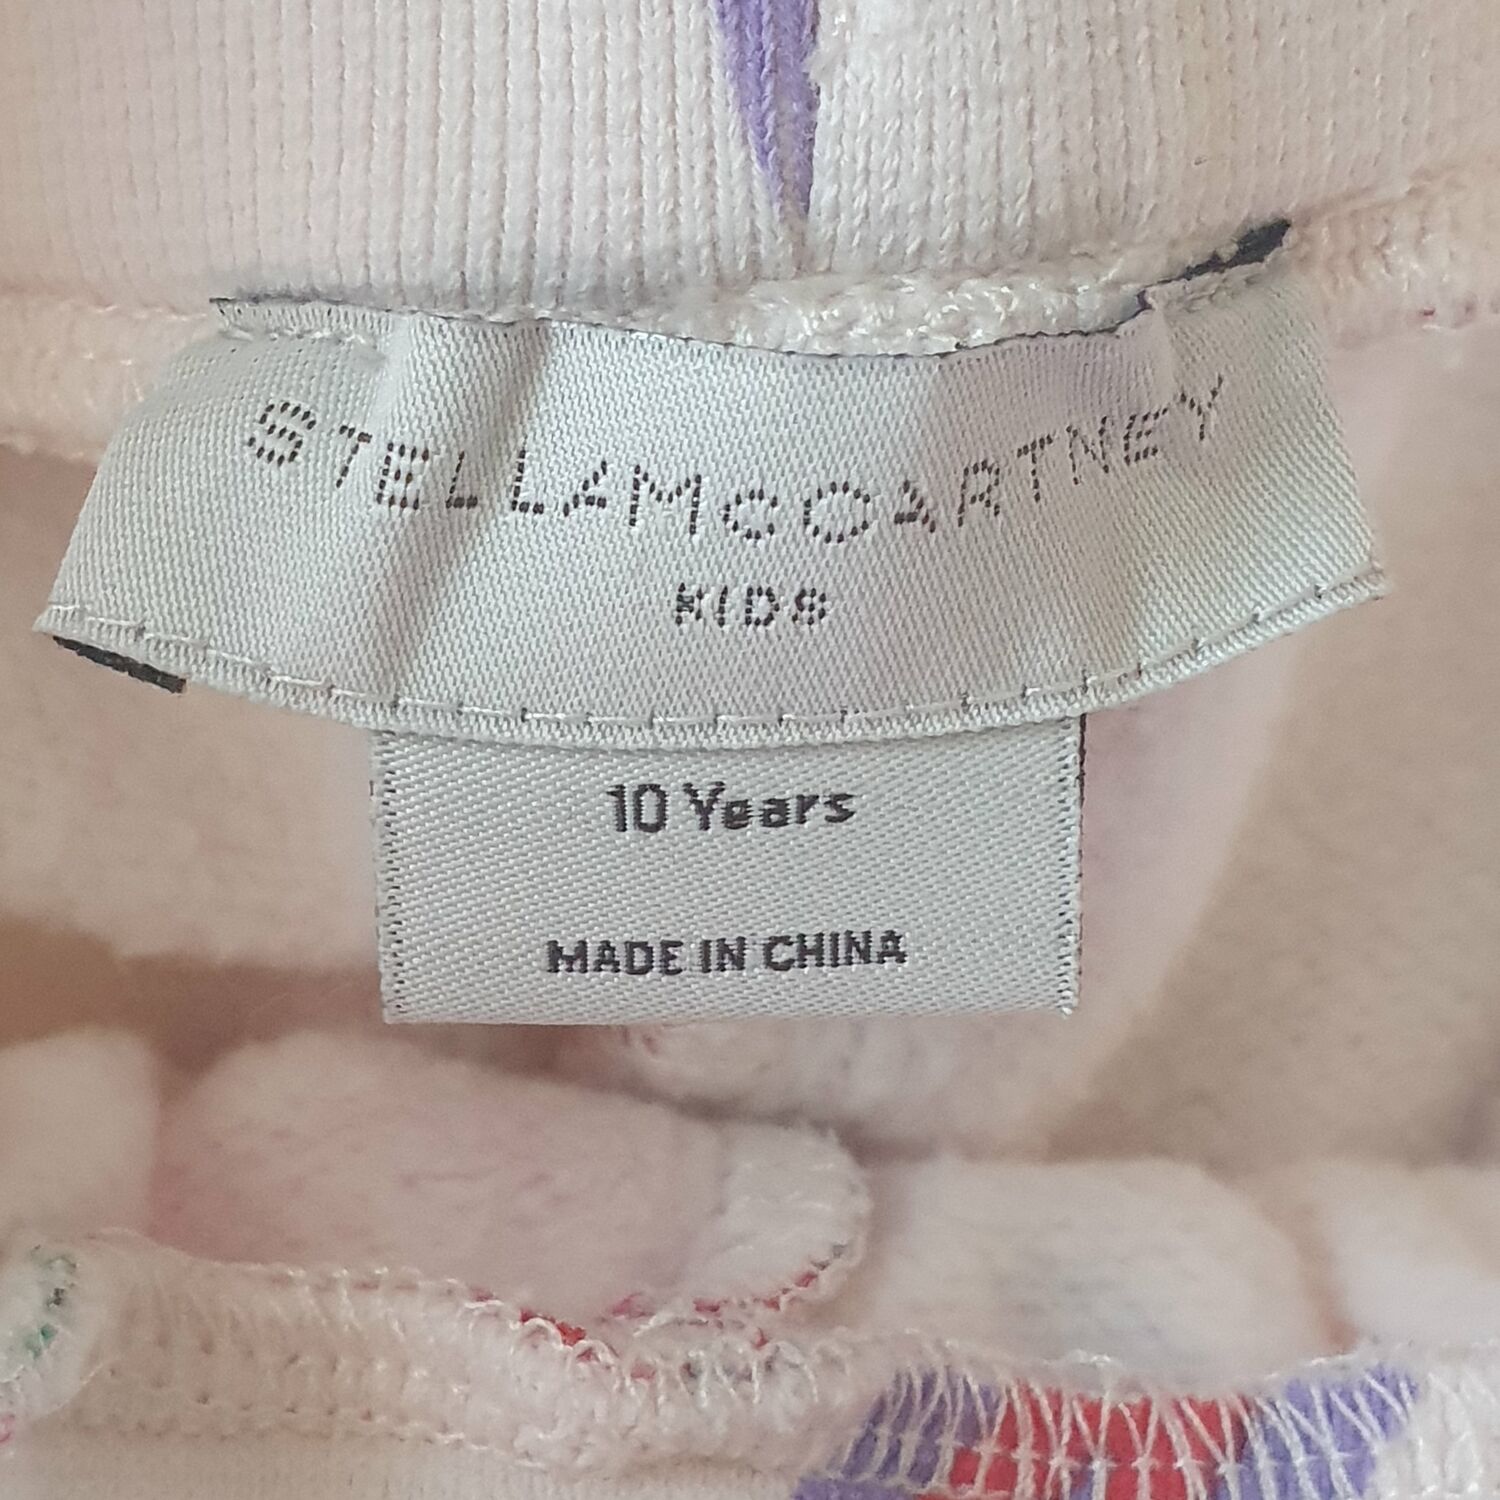 STELLAMcCARTNEY
KIDS
10 Years
MADE IN CHINA